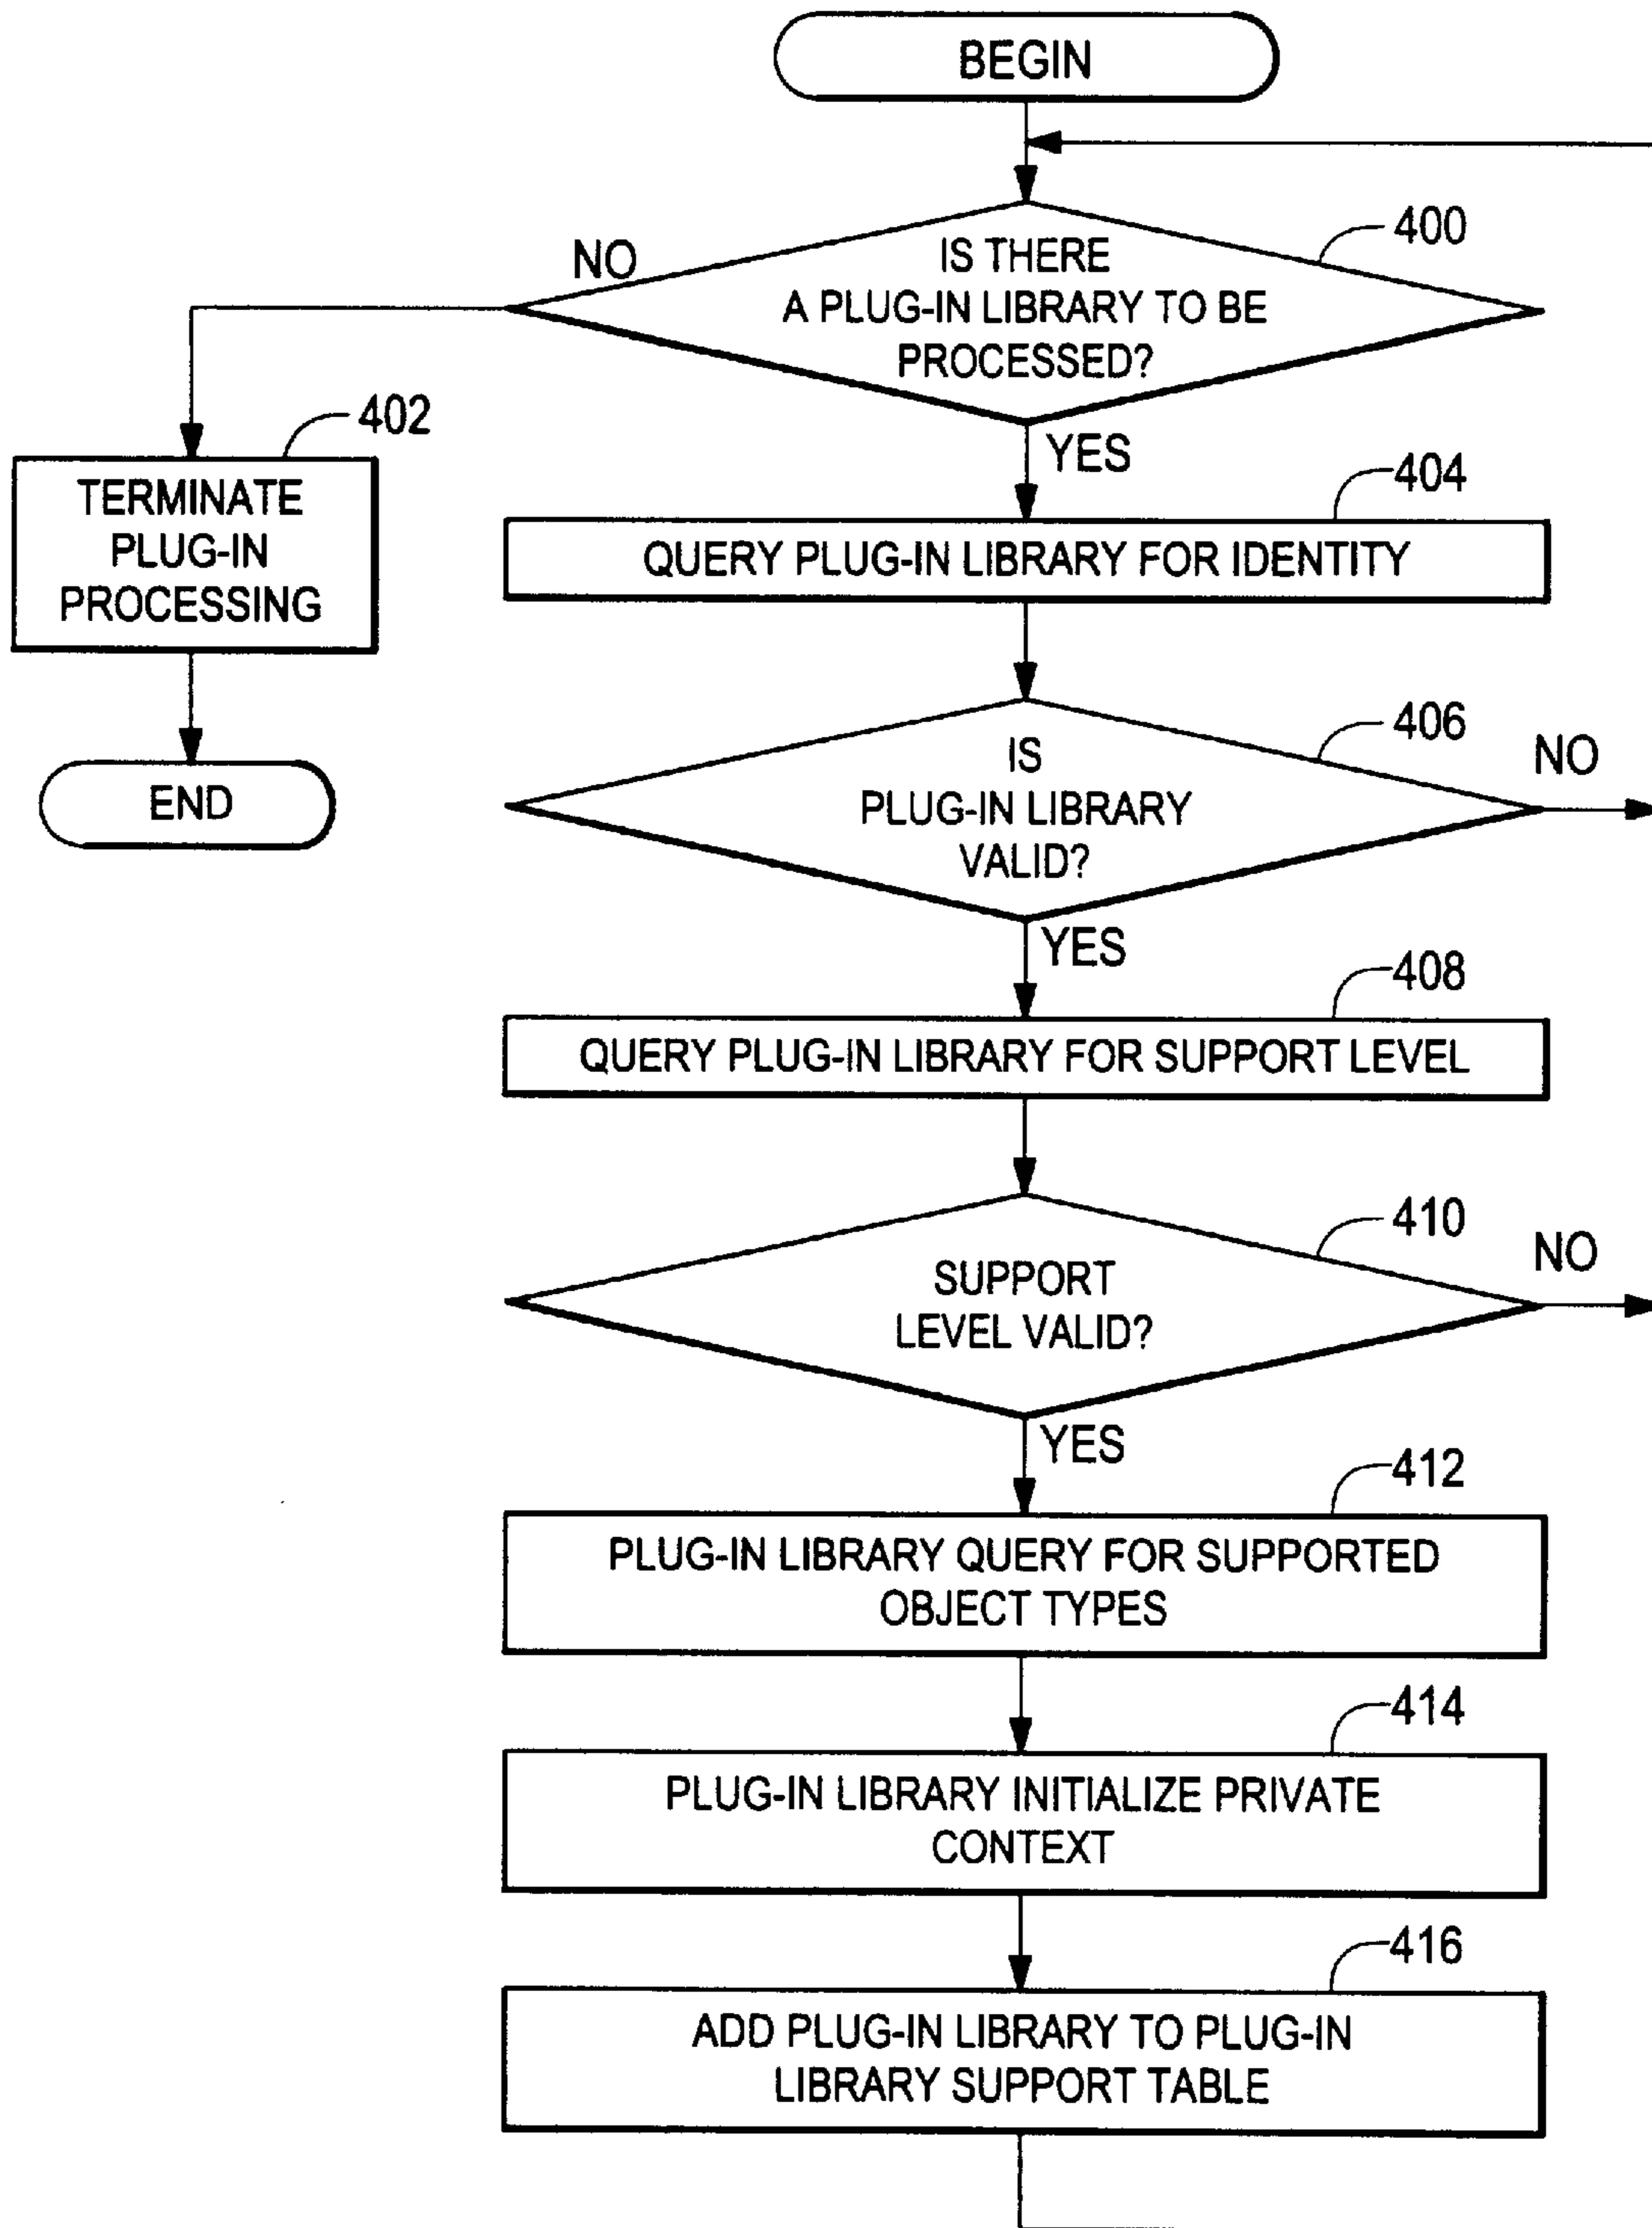 BEGIN
400
NO
IS THERE
A PLUG-IN LIBRARY TO BE
PROCESSED?
402
YES
404
TERMINATE
PLUG-IN
PROCESSING
QUERY PLUG-IN LIBRARY FOR IDENTITY
406
NO
IS
PLUG-IN LIBRARY
VALID?
END
YES
408
QUERY PLUG-IN LIBRARY FOR SUPPORT LEVEL
410
NO
SUPPORT
LEVEL VALID?
YES
412
PLUG-IN LIBRARY QUERY FOR SUPPORTED
OBJECT TYPES
414
PLUG-IN LIBRARY INITIALIZE PRIVATE
CONTEXT
416
ADD PLUG-IN LIBRARY TO PLUG-IN
LIBRARY SUPPORT TABLE